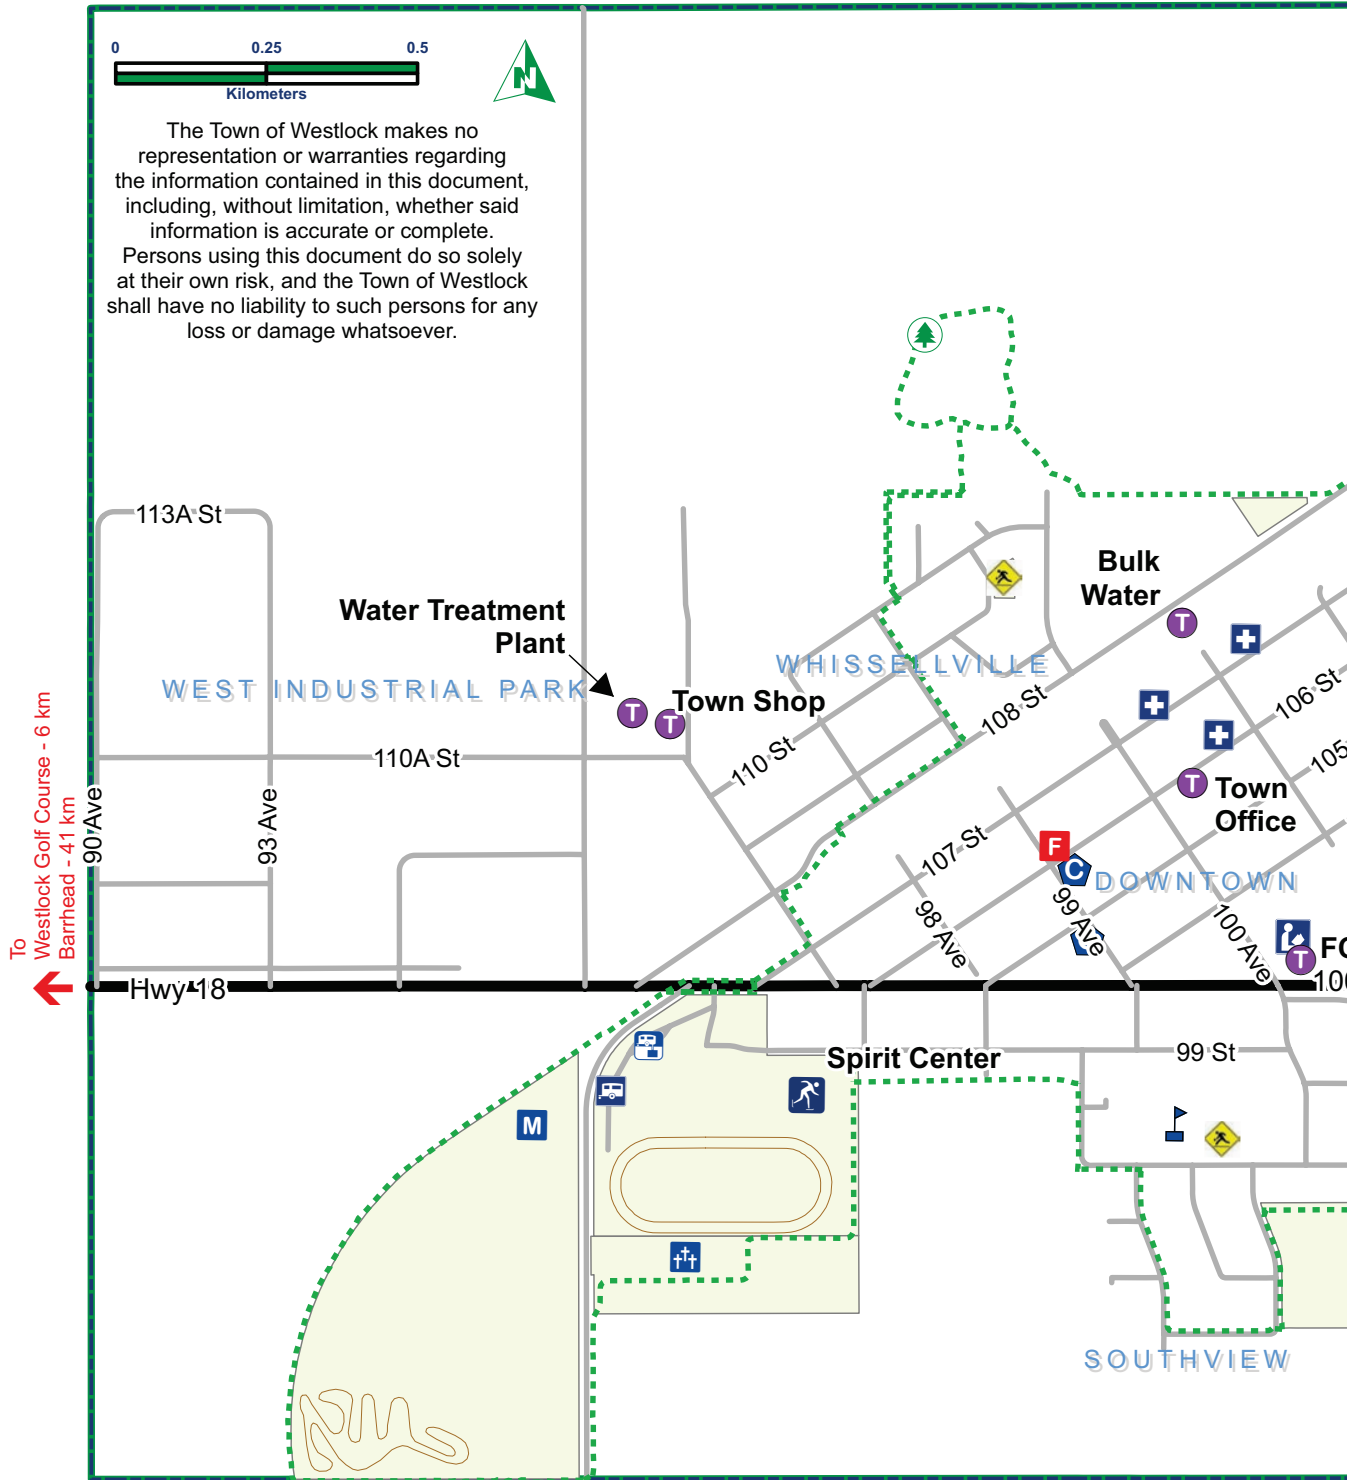 0 0.25 0.5
Kilometers
N
The Town of Westlock makes no
representation or warranties regarding
the information contained in this document,
including, without limitation, whether said
information is accurate or complete.
Persons using this document do so solely
at their own risk, and the Town of Westlock
shall have no liability to such persons for any
loss or damage whatsoever.
113A St
Bulk
Water
T
Water Treatment
Plant
WHISSELLVILLE
WEST INDUSTRIAL PARK
T
T
Town Shop
108 St
106 St
110 St
110A St
105
T
Town
Office
90 Ave
93 Ave
107 St
F
C
DOWNTOWN
98 Ave
99 Ave
100 Ave
T
FC
100
To
Westlock Golf Course - 6 km
Barrhead - 41 km
Hwy 18
Spirit Center
99 St
M
SOUTHVIEW